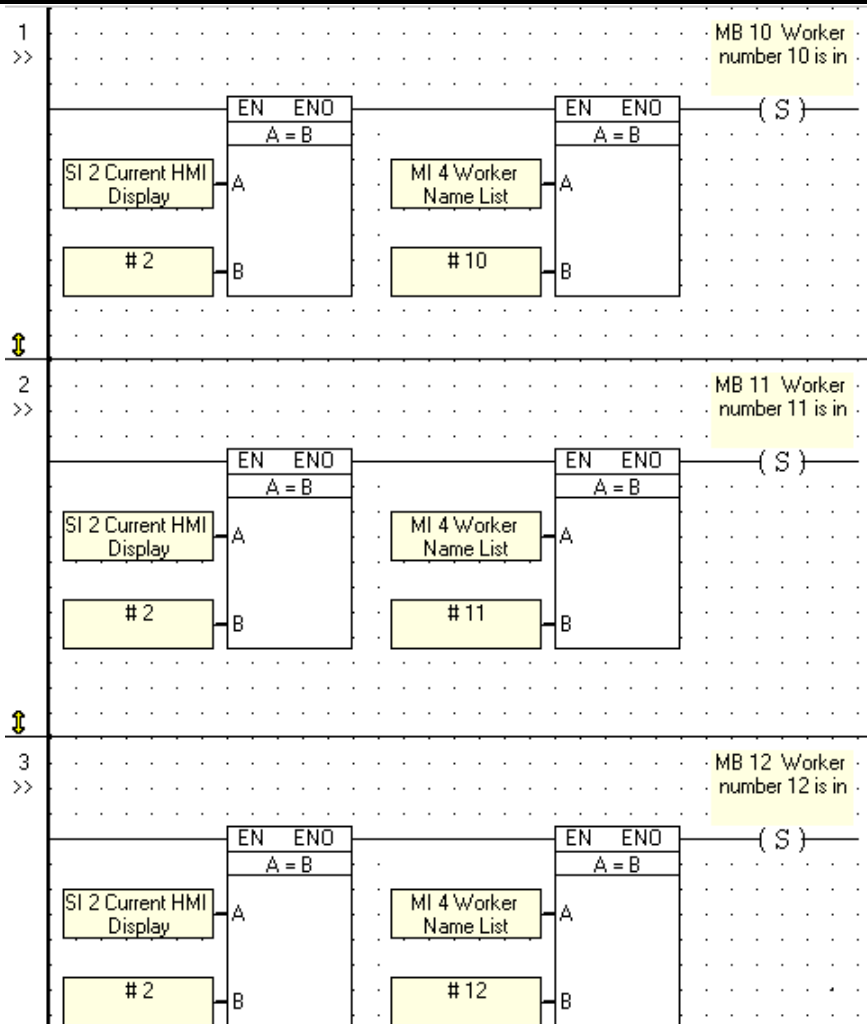 1
>>
MB 10 Worker
number 10 is in
EN ENO
A = B
SI 2 Current HMI
Display
A
# 2
B
EN ENO
A = B
MI 4 Worker
Name List
A
# 10
B
( S )
2
>>
MB 11 Worker
number 11 is in
EN ENO
A = B
SI 2 Current HMI
Display
A
# 2
B
EN ENO
A = B
MI 4 Worker
Name List
A
# 11
B
( S )
3
>>
MB 12 Worker
number 12 is in
EN ENO
A = B
SI 2 Current HMI
Display
A
# 2
B
EN ENO
A = B
MI 4 Worker
Name List
A
# 12
B
( S )